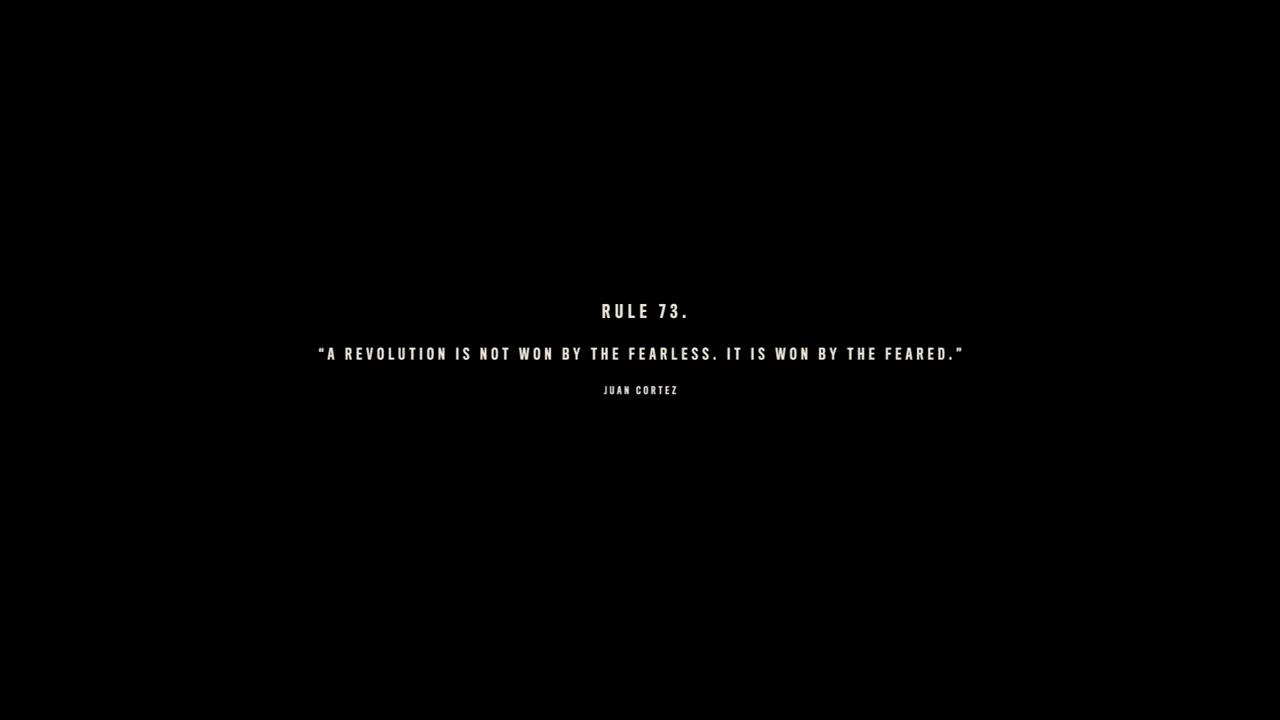 RULE 73.
“A REVOLUTION IS NOT WON BY THE FEARLESS. IT IS WON BY THE FEARED.”
JUAN CORTEZ